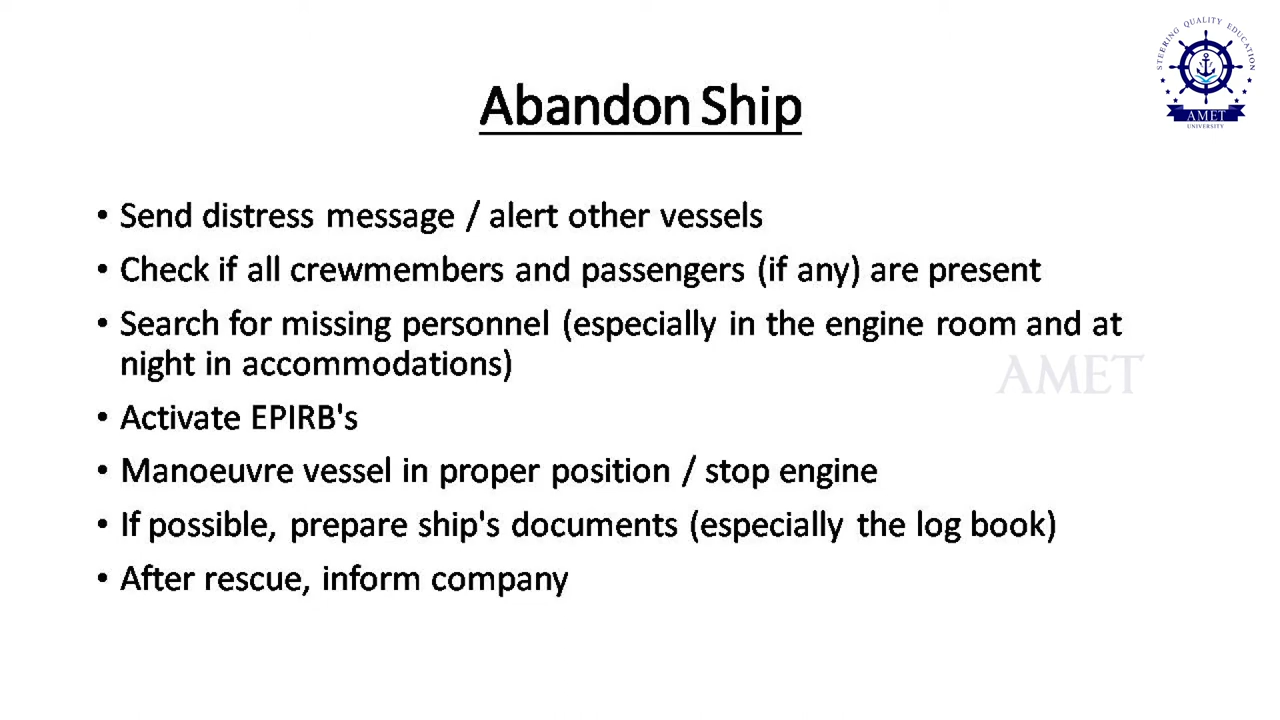 STEERING QUALITY EDUCATION
AMET
UNIVERSITY
Abandon Ship
• Send distress message / alert other vessels
• Check if all crewmembers and passengers (if any) are present
• Search for missing personnel (especially in the engine room and at
night in accommodations)
AMET
• Activate EPIRB's
• Manoeuvre vessel in proper position / stop engine
• If possible, prepare ship's documents (especially the log book)
• After rescue, inform company